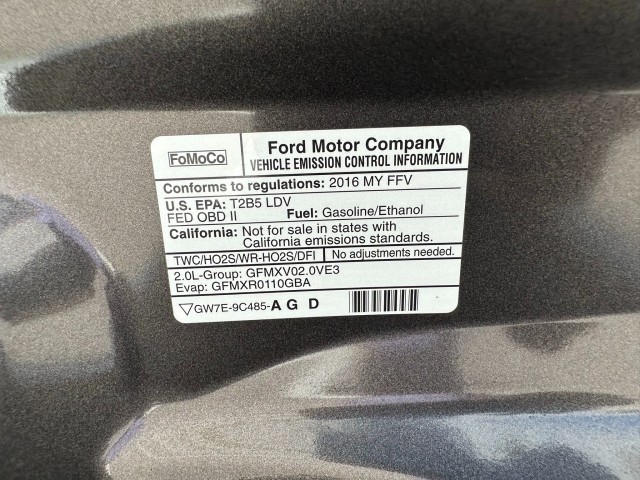 FoMoCo
Ford Motor Company
VEHICLE EMISSION CONTROL INFORMATION
Conforms to regulations: 2016 MY FFV
U.S. EPA: T2B5 LDV
FED OBD II Fuel: Gasoline/Ethanol
California: Not for sale in states with
California emissions standards.
TWC/HO2S/WR-HO2S/DFI No adjustments needed.
2.0L-Group: GFMXV02.0VE3
Evap: GFMXR0110GBA
▽GW7E-9C485-A G D